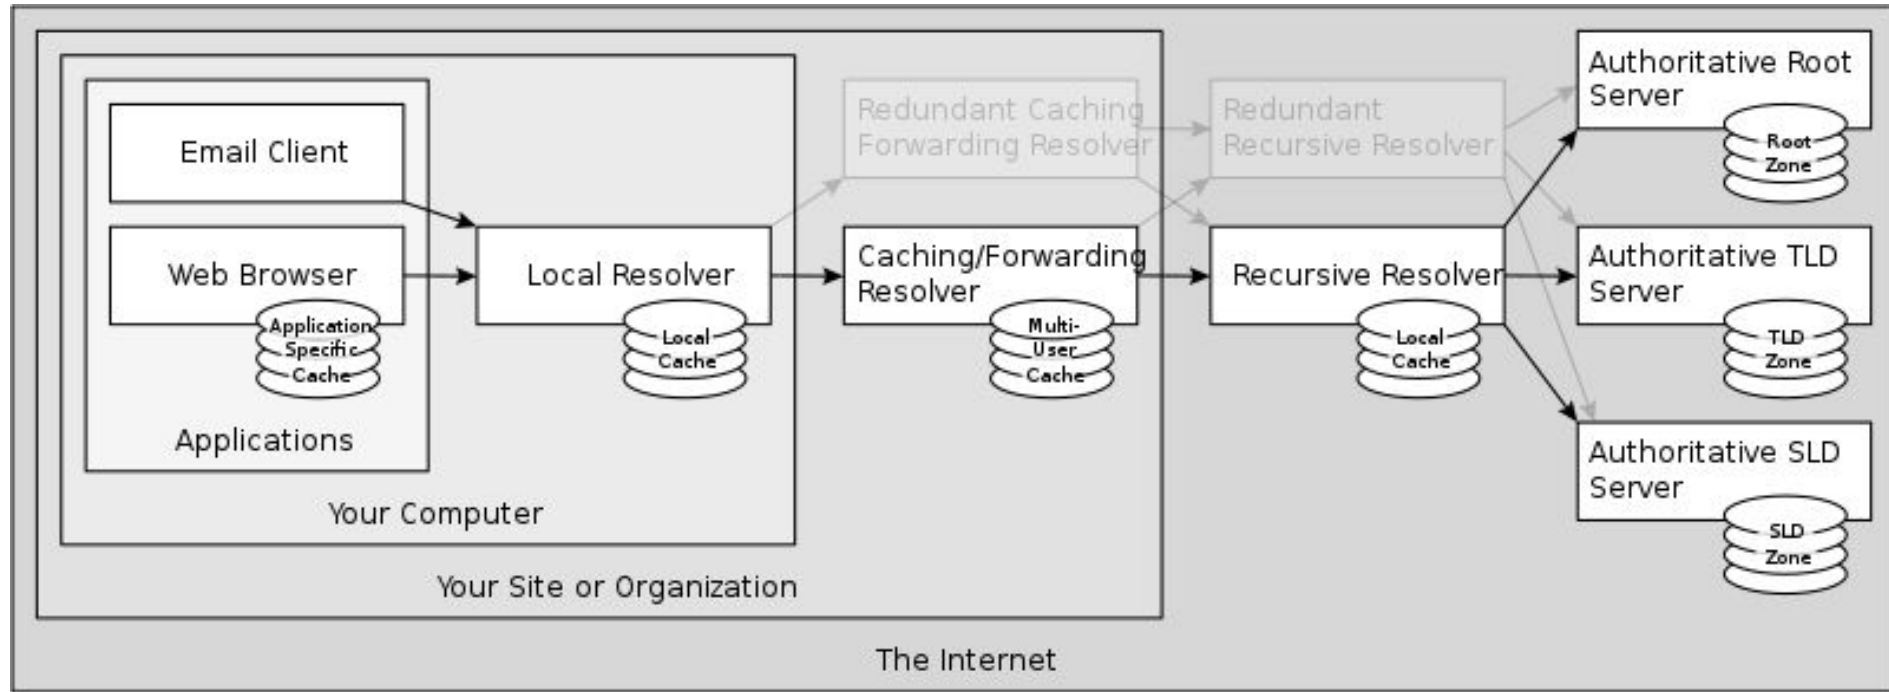 Email Client
Web Browser
Application
Specific
Cache
Applications
Local Resolver
Local
Cache
Your Computer
Redundant Caching
Forwarding Resolver
Caching/Forwarding
Resolver
Multi-
User
Cache
Your Site or Organization
Redundant
Recursive Resolver
Recursive Resolver
Local
Cache
Authoritative Root
Server
Root
Zone
Authoritative TLD
Server
TLD
Zone
Authoritative SLD
Server
SLD
Zone
The Internet